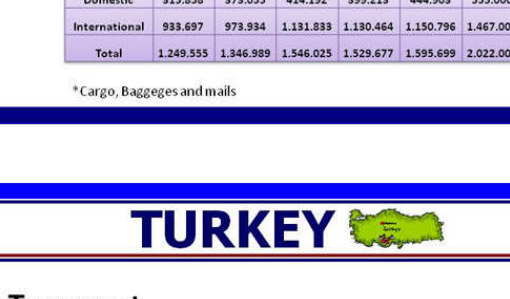 Domestic
International 933.697 973.934 1.131.833 1.130.464 1.150.796 1.467.00
Total 1.249.555 1.346.989 1.546.025 1.529.677 1.595.699 2.022.00
*Cargo, Baggeges and mails
TURKEY